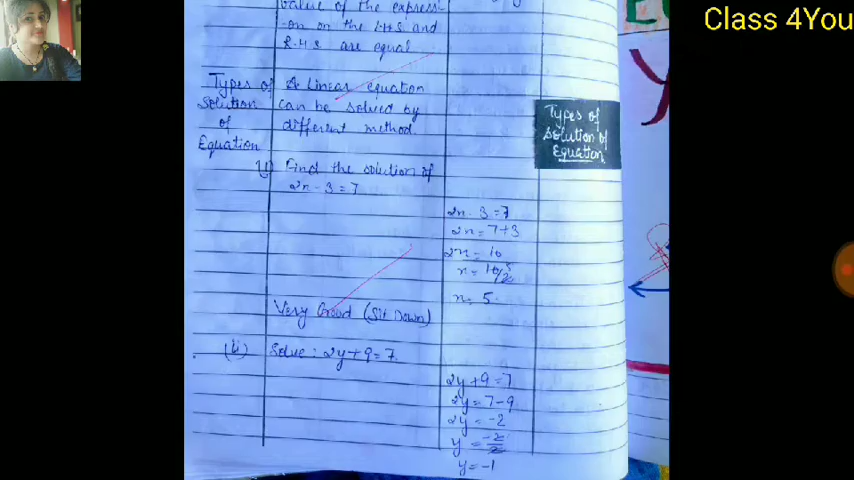 Class 4You
value of the express-
-on on the L.H.S and
R.H.S are equal
Types of
Solution
of
Equation
A Linear equation
can be solved by
different method.
(i) Find the solution of
2x - 3 = 7
2x - 3 = 7
2x = 7+3
2x = 10
x = 10/2 5
x = 5.
Very Good (Sit Down)
(ii) Solve: 2y + 9 = 7.
2y + 9 = 7
2y = 7 - 9
2y = -2
y = -2/2
y = -1
Types of
Solution of
Equation